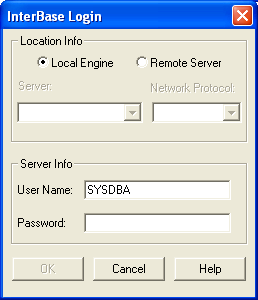 InterBase Login
Location Info
Local Engine Remote Server
Server: Network Protocol:
Server Info
User Name: SYSDBA
Password:
OK Cancel Help